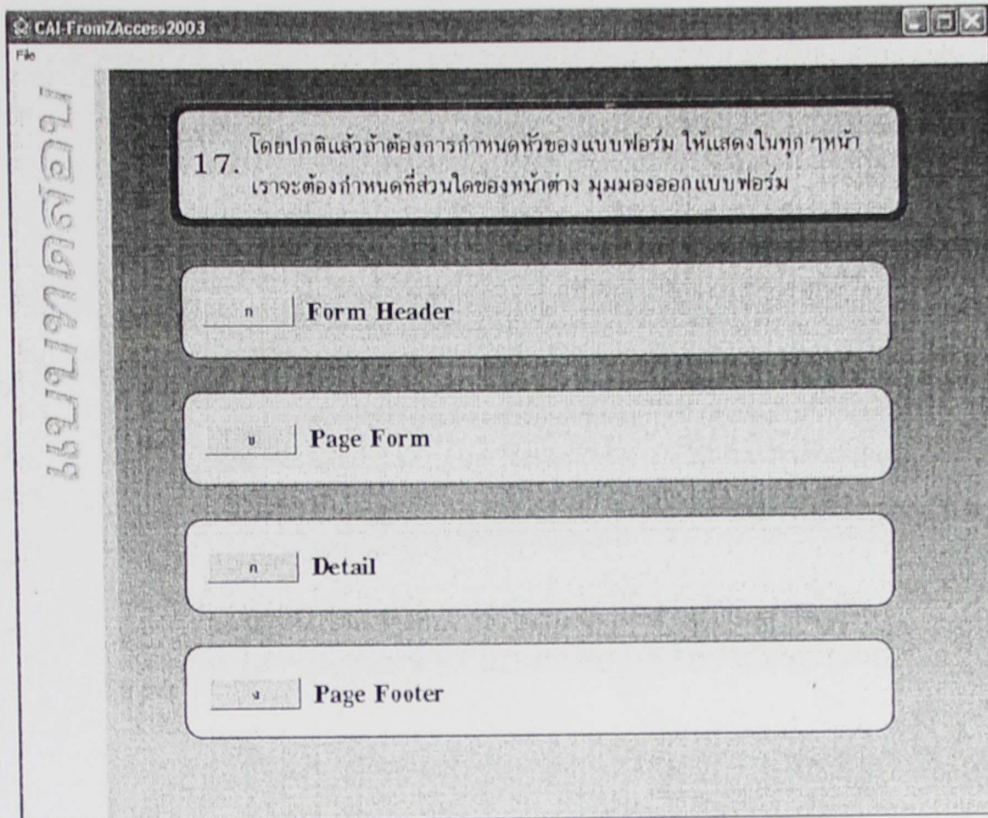 CAI-FromZAccess2003
File
แบบทดสอบ
17. โดยปกติแล้วถ้าต้องการกำหนดหัวของแบบฟอร์ม ให้แสดงในทุก ๆหน้า
เราจะต้องกำหนดที่ส่วนใดของหน้าต่าง มุมมองออกแบบฟอร์ม
ก Form Header
ข Page Form
ค Detail
ง Page Footer